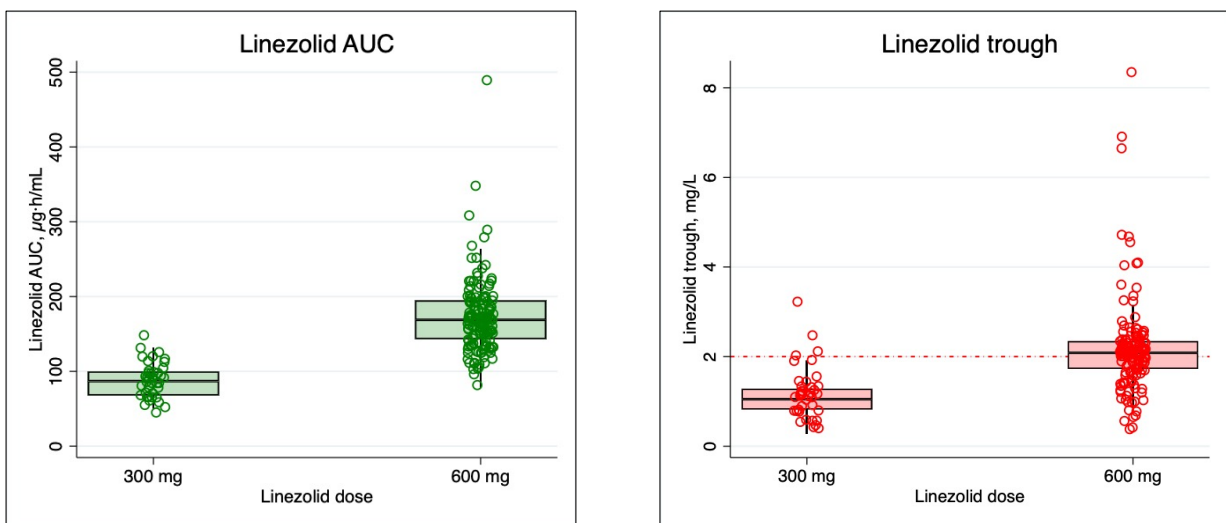 Linezolid AUC
500
400
300
200
100
0
Linezolid AUC, µg·h/mL
300 mg
600 mg
Linezolid dose
Linezolid trough
8
6
4
2
0
Linezolid trough, mg/L
300 mg
600 mg
Linezolid dose